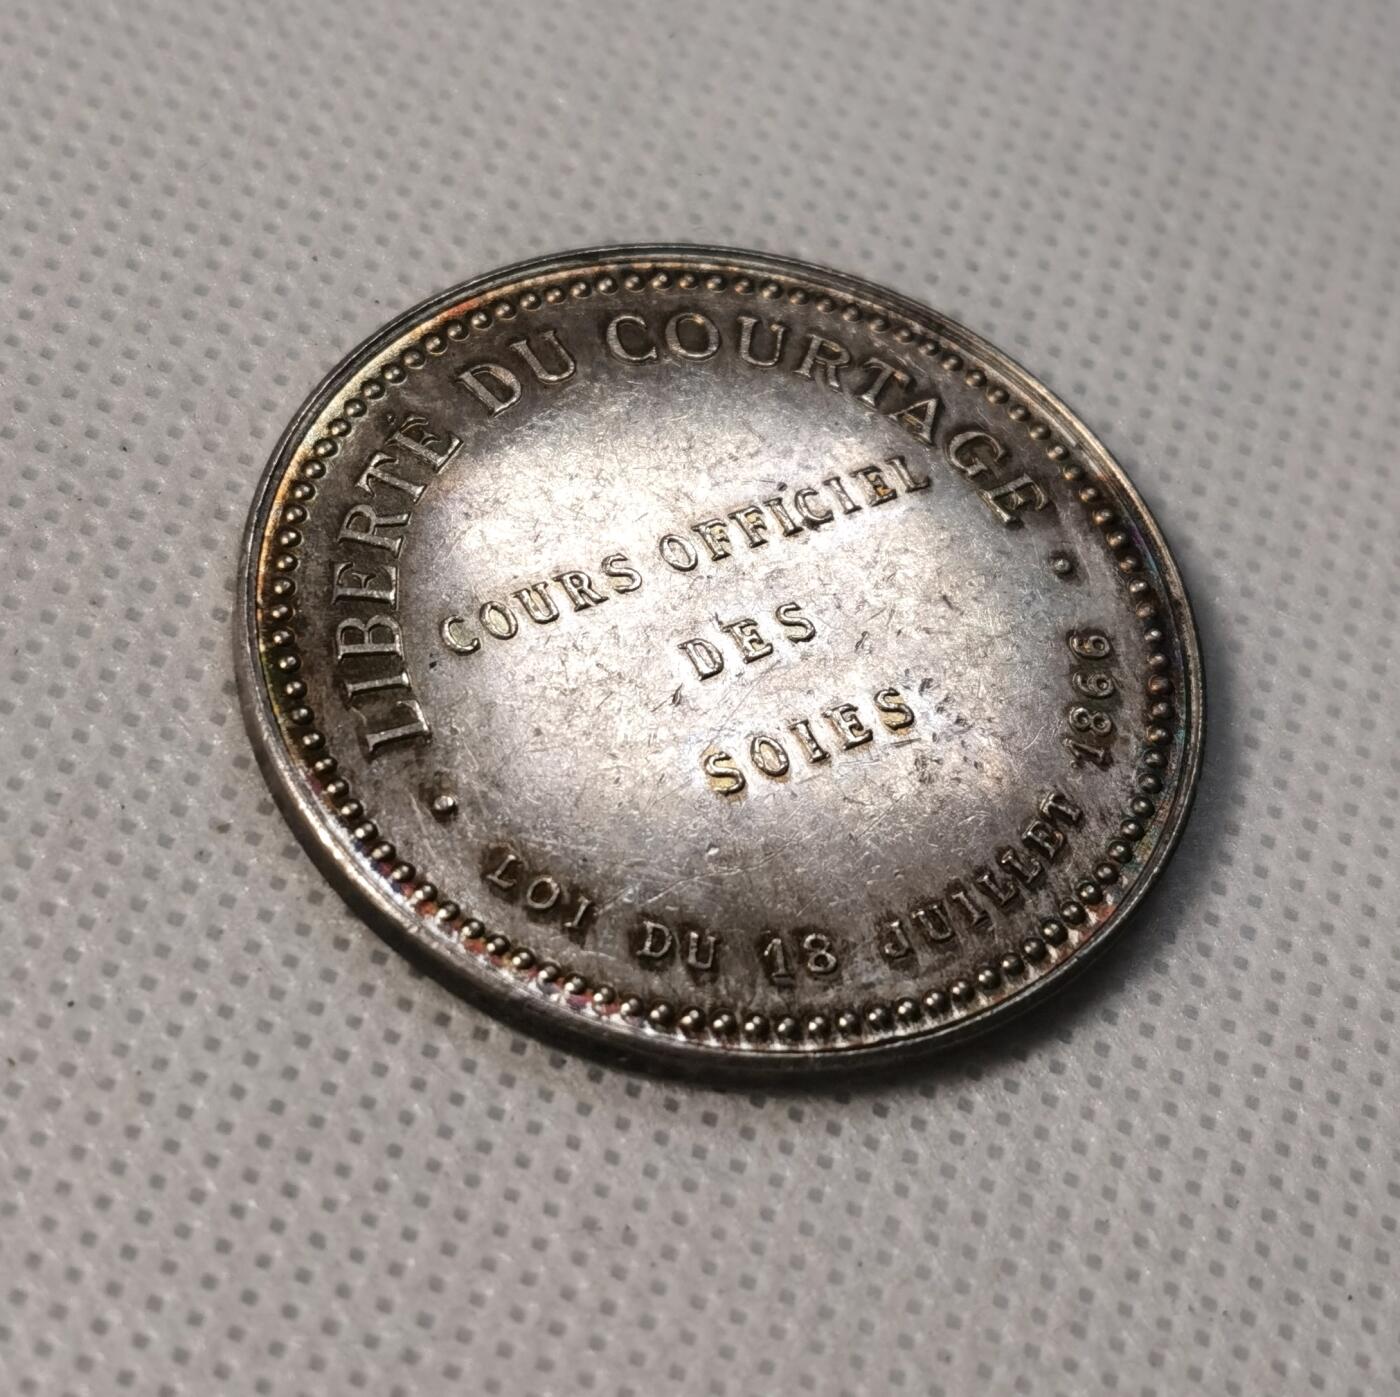 LIBERTÉ DU COURTAGE
COURS OFFICIEL
DES
SOIES
LOI DU 18 JUILLET 1866